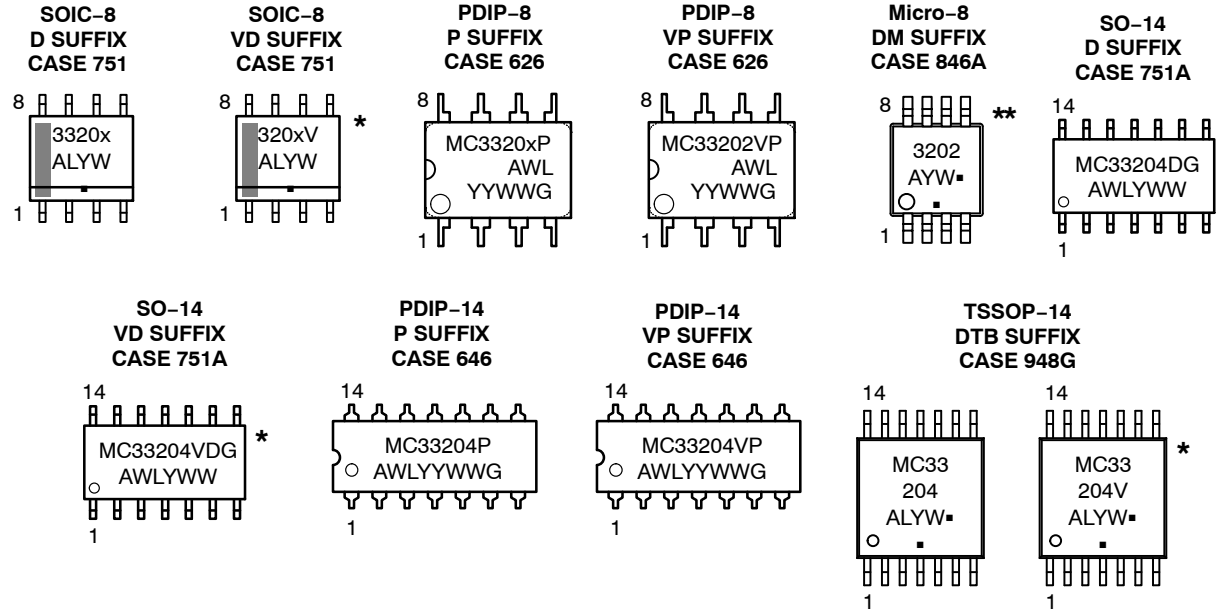 SOIC−8
D SUFFIX
CASE 751
8
3320x
ALYW
1
SOIC−8
VD SUFFIX
CASE 751
8
320xV
ALYW
*
1
PDIP−8
P SUFFIX
CASE 626
8
MC3320xP
AWL
YYWWG
1
PDIP−8
VP SUFFIX
CASE 626
8
MC33202VP
AWL
YYWWG
1
Micro−8
DM SUFFIX
CASE 846A
8
**
3202
AYW▪
▪
1
SO−14
D SUFFIX
CASE 751A
14
MC33204DG
AWLYWW
1
SO−14
VD SUFFIX
CASE 751A
14
MC33204VDG
AWLYWW
*
1
PDIP−14
P SUFFIX
CASE 646
14
MC33204P
AWLYYWWG
1
PDIP−14
VP SUFFIX
CASE 646
14
MC33204VP
AWLYYWWG
1
TSSOP−14
DTB SUFFIX
CASE 948G
14
MC33
204
ALYW▪
▪
1
14
MC33
204V
ALYW▪
▪
*
1